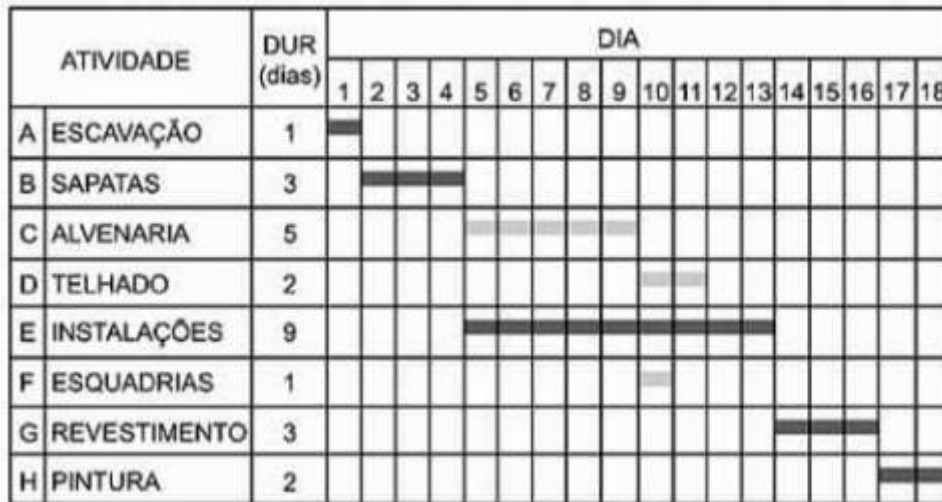 ATIVIDADE DUR (dias) DIA
1 2 3 4 5 6 7 8 9 10 11 12 13 14 15 16 17 18
A ESCAVAÇÃO 1
B SAPATAS 3
C ALVENARIA 5
D TELHADO 2
E INSTALAÇÕES 9
F ESQUADRIAS 1
G REVESTIMENTO 3
H PINTURA 2